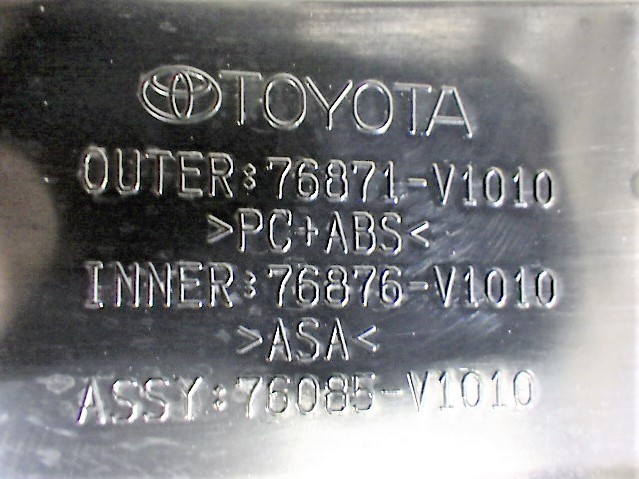 TOYOTA
OUTER:76871-V1010
>PC+ABS<
INNER:76876-V1010
>ASA<
ASSY:76085-V1010